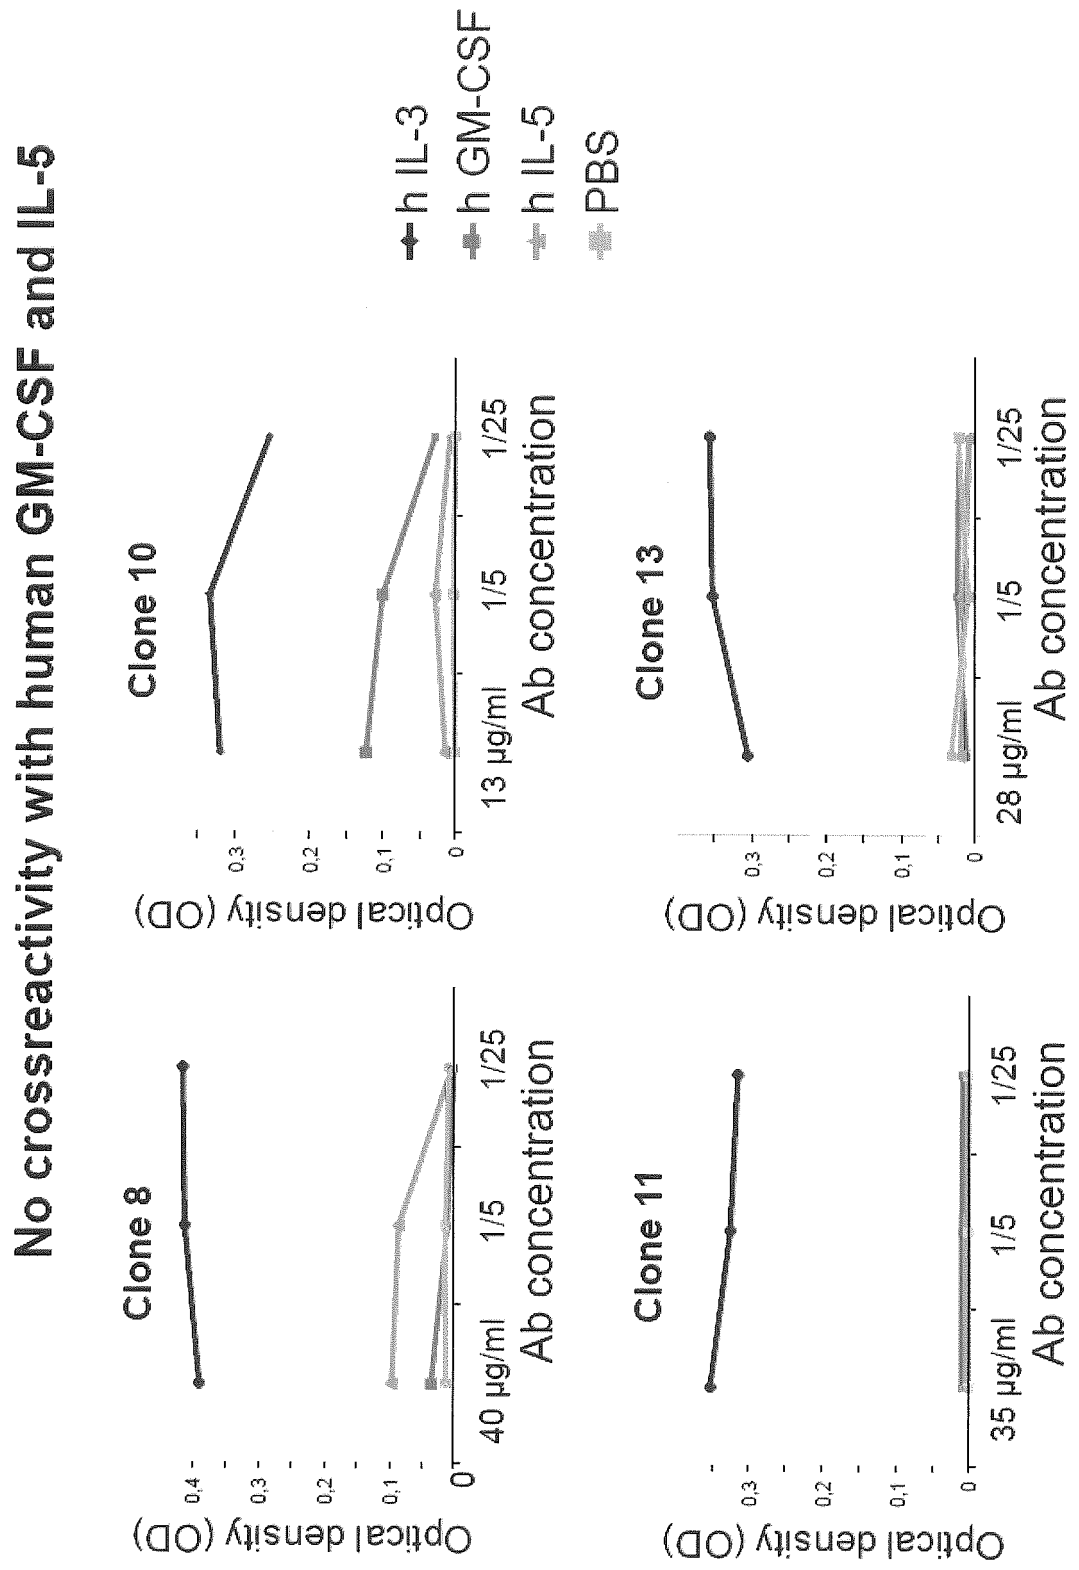 No crossreactivity with human GM-CSF and IL-5
Clone 8
Optical density (OD)
0,4
0,3
0,2
0,1
0
40 µg/ml 1/5 1/25
Ab concentration
Clone 10
Optical density (OD)
0,3
0,2
0,1
0
13 µg/ml 1/5 1/25
Ab concentration
h IL-3
h GM-CSF
h IL-5
PBS
Clone 11
Optical density (OD)
0,3
0,2
0,1
0
35 µg/ml 1/5 1/25
Ab concentration
Clone 13
Optical density (OD)
0,3
0,2
0,1
0
28 µg/ml 1/5 1/25
Ab concentration